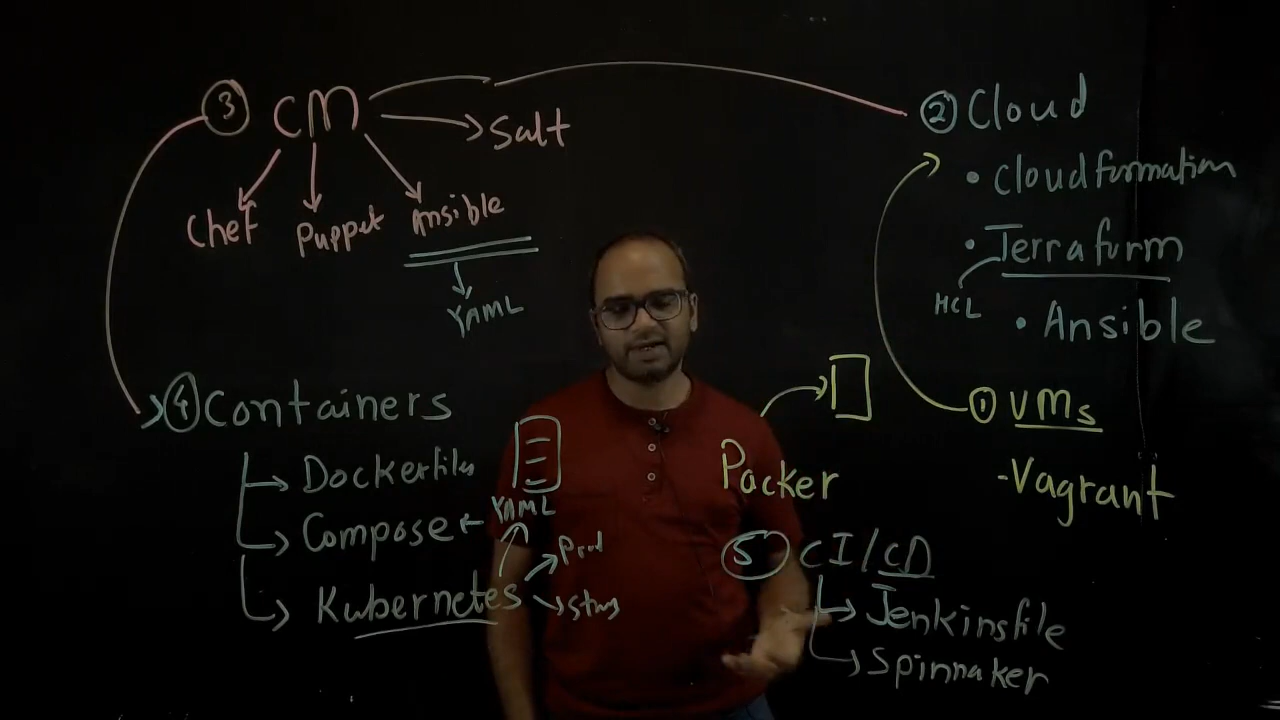 3 CM
Salt
Chef
Puppet
Ansible
YAML
2 Cloud
• Cloudformation
• Terraform
HCL
• Ansible
1 VMs
- Vagrant
4 Containers
Dockerfiles
Compose
YAML
Kubernetes
Prod
Packer
5 CI/CD
Jenkinsfile
Spinnaker